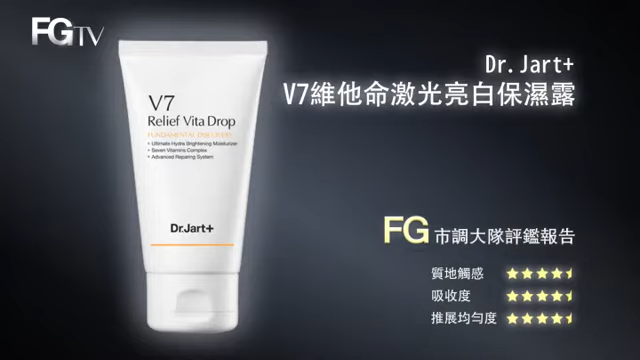 FGTV
Dr.Jart+
V7維他命激光亮白保濕露
V7
Relief Vita Drop
• Ultimate Hydra Brightening Moisturizer
• Seven Vitamins Complex
• Advanced Repairing System
Dr.Jart+
FG市調大隊評鑑報告
質地觸感
吸收度
推展均勻度